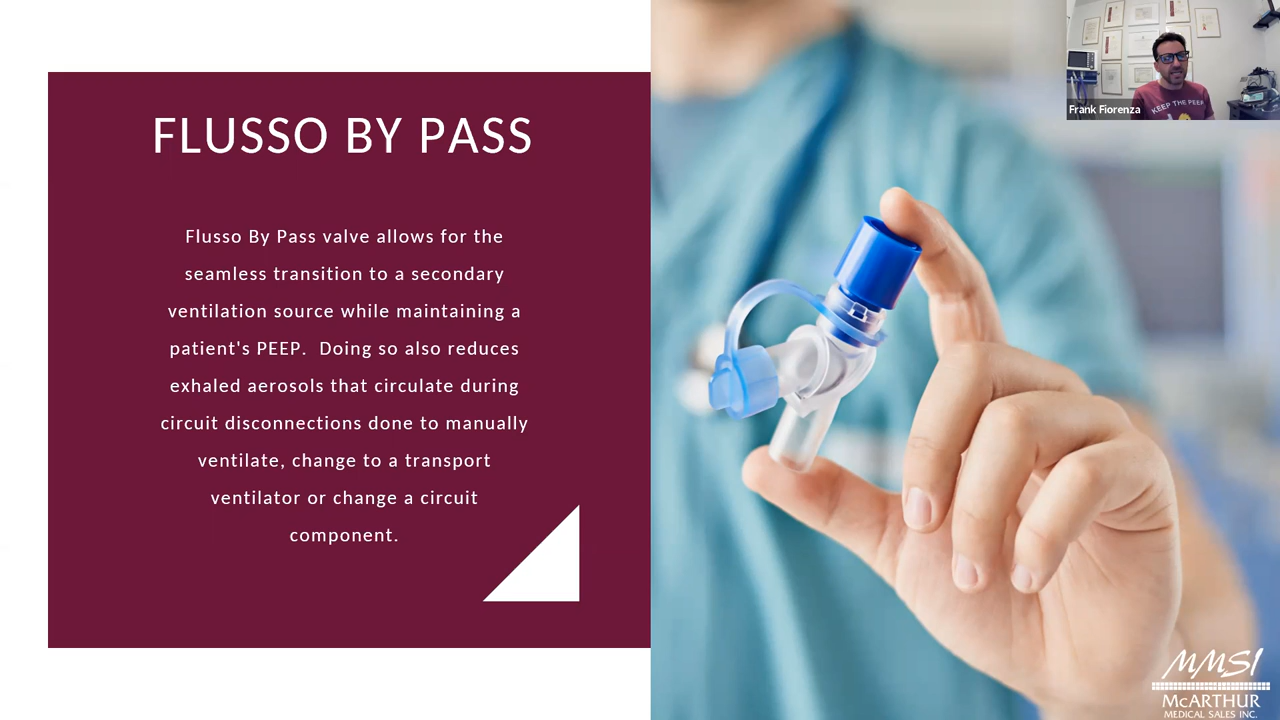 FLUSSO BY PASS
Flusso By Pass valve allows for the
seamless transition to a secondary
ventilation source while maintaining a
patient's PEEP.  Doing so also reduces
exhaled aerosols that circulate during
circuit disconnections done to manually
ventilate, change to a transport
ventilator or change a circuit
component.
Frank Fiorenza
KEEP THE PEEP
MMSI
McARTHUR
MEDICAL SALES INC.